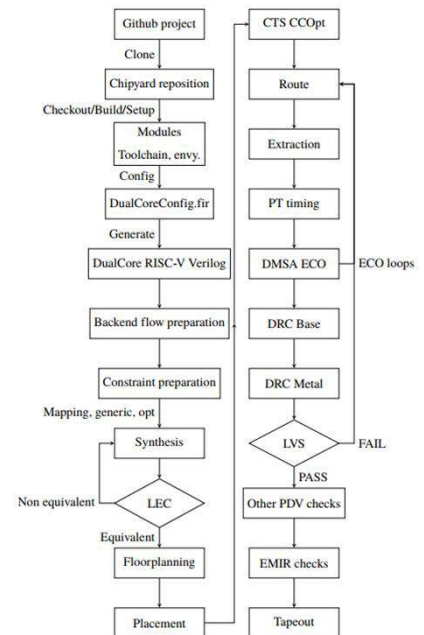 Github project
Clone
Chipyard reposition
Checkout/Build/Setup
Modules
Toolchain, envy.
Config
DualCoreConfig.fir
Generate
DualCore RISC-V Verilog
Backend flow preparation
Constraint preparation
Mapping, generic, opt
Synthesis
Non equivalent
LEC
Equivalent
Floorplanning
Placement
CTS CCOpt
Route
Extraction
PT timing
DMSA ECO
ECO loops
DRC Base
DRC Metal
LVS
FAIL
PASS
Other PDV checks
EMIR checks
Tapeout